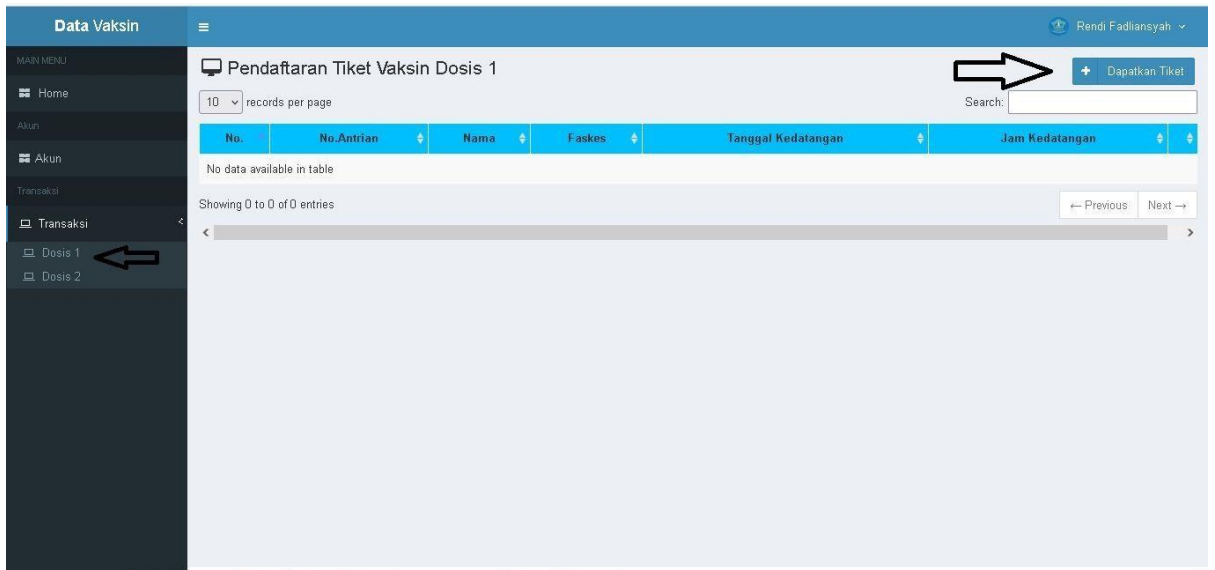 Data Vaksin
Rendi Fadliansyah
MAIN MENU
Home
Akun
Akun
Transaksi
Transaksi
Dosis 1
Dosis 2
Pendaftaran Tiket Vaksin Dosis 1
Dapatkan Tiket
10 records per page
Search:
No. No.Antrian Nama Faskes Tanggal Kedatangan Jam Kedatangan
No data available in table
Showing 0 to 0 of 0 entries
← Previous Next →